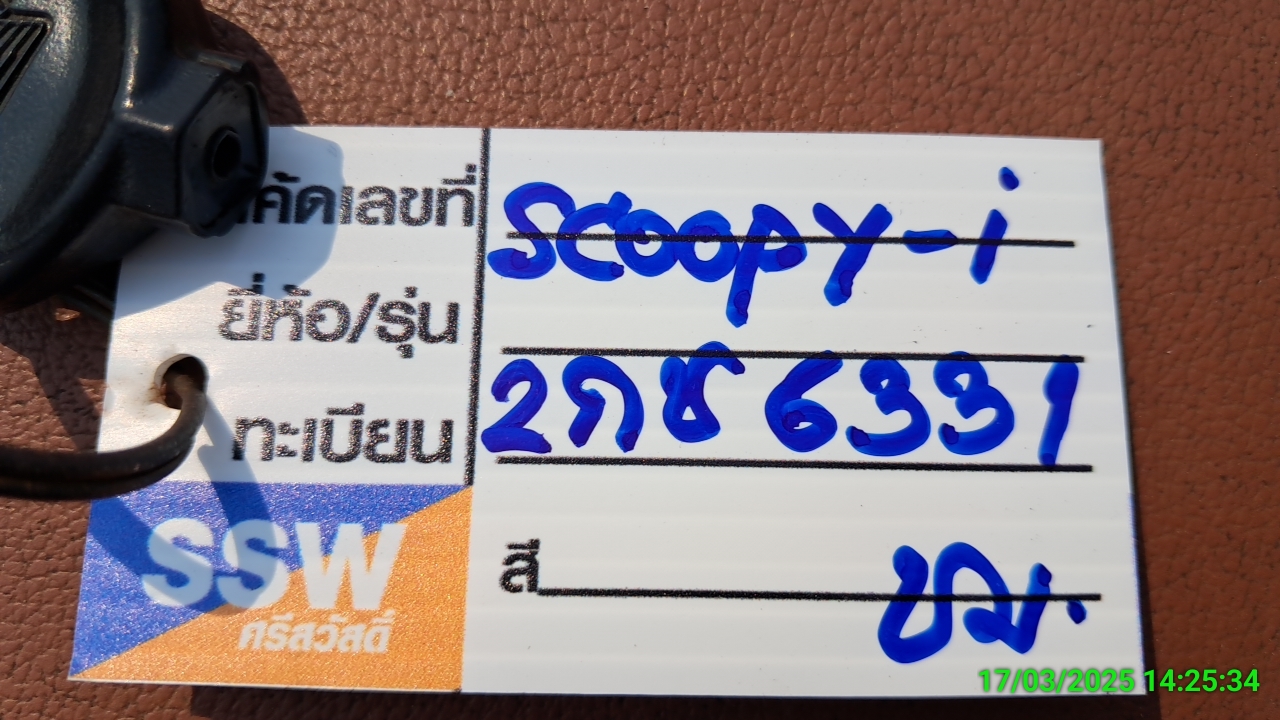 โค้ดเลขที่ Scoopy-i
ยี่ห้อ/รุ่น
ทะเบียน 2กษ 6331
สี ชม.
SSW
ศรีสวัสดิ์
17/03/2025 14:25:34